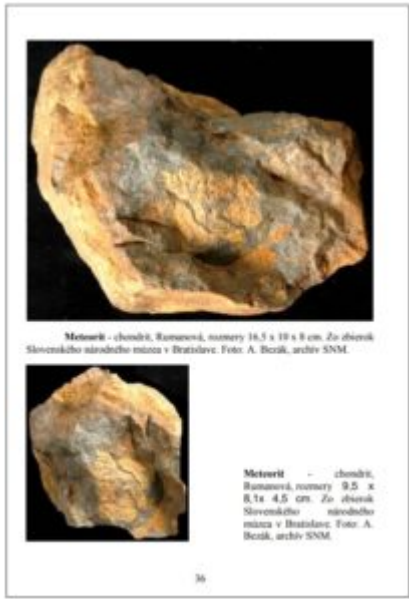 Meteorit - chondrit, Rumanová, rozmery 16,5 x 10 x 8 cm. Zo zbierok
Slovenského národného múzea v Bratislave. Foto: A. Bezák, archív SNM.
Meteorit - chondrit,
Rumanová, rozmery 9,5 x
8,1x 4,5 cm. Zo zbierok
Slovenského národného
múzea v Bratislave. Foto: A.
Bezák, archív SNM.
36